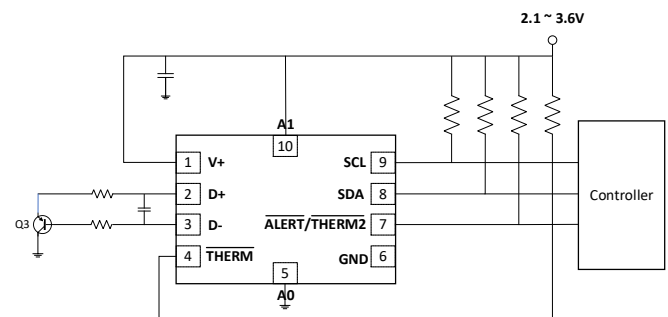 2.1 ~ 3.6V
A1
10
1 V+ SCL 9
2 D+ SDA 8
Q3 3 D- ALERT/THERM2 7
4 THERM GND 6
5
A0
Controller